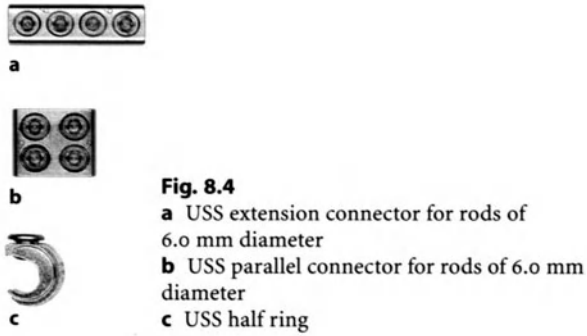 a
b
c
Fig. 8.4
a USS extension connector for rods of
6.0 mm diameter
b USS parallel connector for rods of 6.0 mm
diameter
c USS half ring